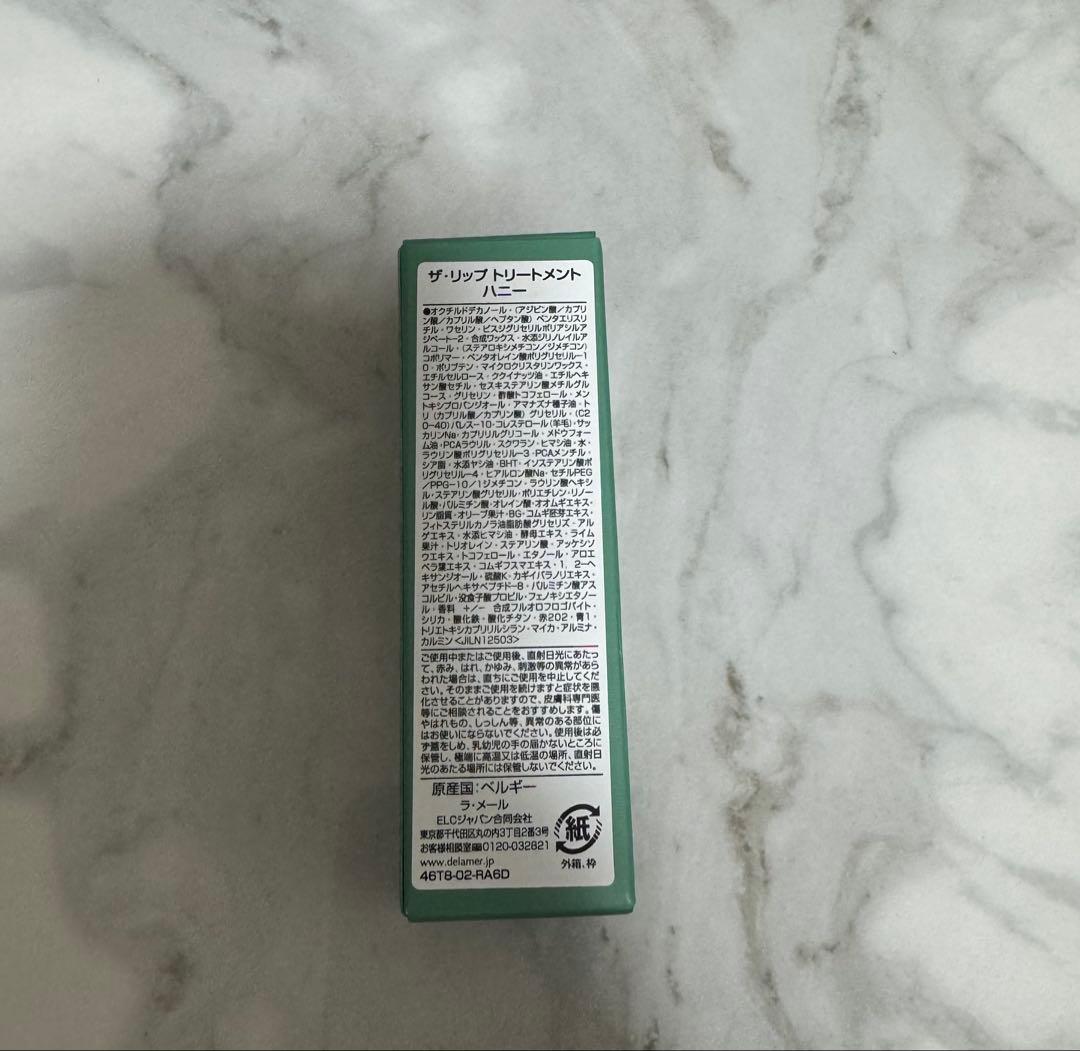 ザ・リップ トリートメント
ハニー
●オクチルドデカノール・(アジピン酸/カプリ
ン酸/カプリル酸/ヘプタン酸) ペンタエリスリ
チル・ワセリン・ビスジグリセリルポリアシルア
ジペート-2・合成ワックス・水添ジリノレイルア
ルコール・(ステアロキシメチコン/ジメチコン)
コポリマー・ペンタオレイン酸ポリグリセリル-1
0・ポリブテン・マイクロクリスタリンワックス・
エチルセルロース・ククイナッツ油・エチルヘキ
サン酸セチル・セスキステアリン酸メチルグル
コース・グリセリン・酢酸トコフェロール・メン
トキシプロパンジオール・アマナズナ種子油・ト
リ (カプリル酸/カプリン酸) グリセリル・(C2
0-40)パレス-10・コレステロール(羊毛)・サッ
カリンNa・カプリリルグリコール・メドウフォー
ム油・PCAラウリル・スクワラン・ヒマシ油・水・
ラウリン酸ポリグリセリル-3・PCAメンチル・
シア脂・水添ヤシ油・BHT・イソステアリン酸ポ
リグリセリル-4・ヒアルロン酸Na・セチルPEG
/PPG-10/1ジメチコン・ラウリン酸ヘキシ
ル・ステアリン酸グリセリル・ポリエチレン・リノー
ル酸・パルミチン酸・オレイン酸・オオムギエキス・
リン脂質・オリーブ果汁・BG・コムギ胚芽エキス・
フィトステリルカノラ油脂肪酸グリセリズ・アル
ゲエキス・水添ヒマシ油・酵母エキス・ライム
果汁・トリオレイン・ステアリン酸・アッケシソ
ウエキス・トコフェロール・エタノール・アロエ
ベラ葉エキス・コムギフスマエキス・1，2-ヘ
キサンジオール・硫酸K・カギイバラノリエキス・
アセチルヘキサペプチド-8・パルミチン酸アス
コルビル・没食子酸プロピル・フェノキシエタノー
ル・香料 +/- 合成フルオロフロゴパイト・
シリカ・酸化鉄・酸化チタン・赤202・青1・
トリエトキシカプリリルシラン・マイカ・アルミナ・
カルミン<JILN12503>
ご使用中またはご使用後、直射日光にあたっ
て、赤み、はれ、かゆみ、刺激等の異常があら
われた場合は、直ちにご使用を中止してくだ
さい。そのままご使用を続けますと症状を悪
化させることがありますので、皮膚科専門医
等にご相談されることをおすすめします。傷
やはれもの、しっしん等、異常のある部位に
はお使いにならないでください。使用後は必
ず蓋をしめ、乳幼児の手の届かないところに
保管し、極端に高温又は低温の場所、直射日
光のあたる場所には保管しないでください。
原産国：ベルギー
ラ・メール
ELCジャパン合同会社
東京都千代田区丸の内3丁目2番3号
お客様相談室 0120-032821
www.delamer.jp
46T8-02-RA6D
紙
外箱、枠